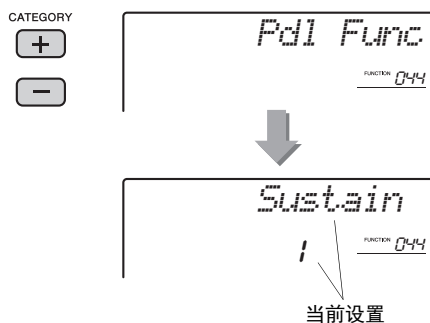 CATEGORY
+
−
Pdl Func
FUNCTION 044
Sustain
1
FUNCTION 044
当前设置